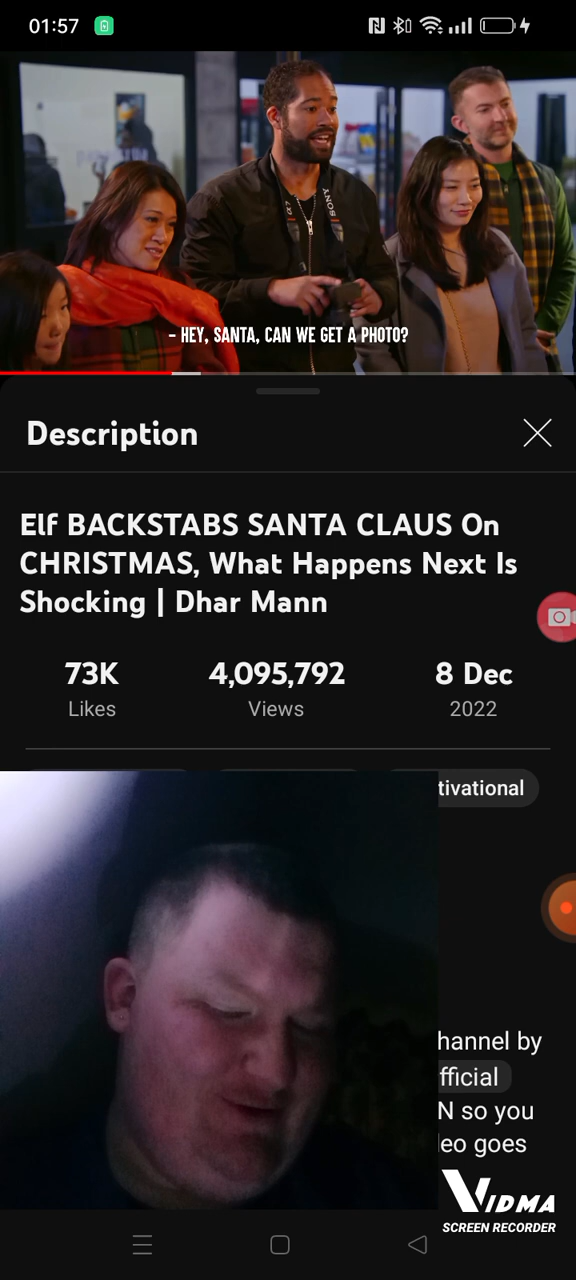 01:57
SONY
- HEY, SANTA, CAN WE GET A PHOTO?
Description
Elf BACKSTABS SANTA CLAUS On
CHRISTMAS, What Happens Next Is
Shocking | Dhar Mann
73K
4,095,792
8 Dec
Likes
Views
2022
tivational
hannel by
fficial
N so you
leo goes
VIDMA
SCREEN RECORDER